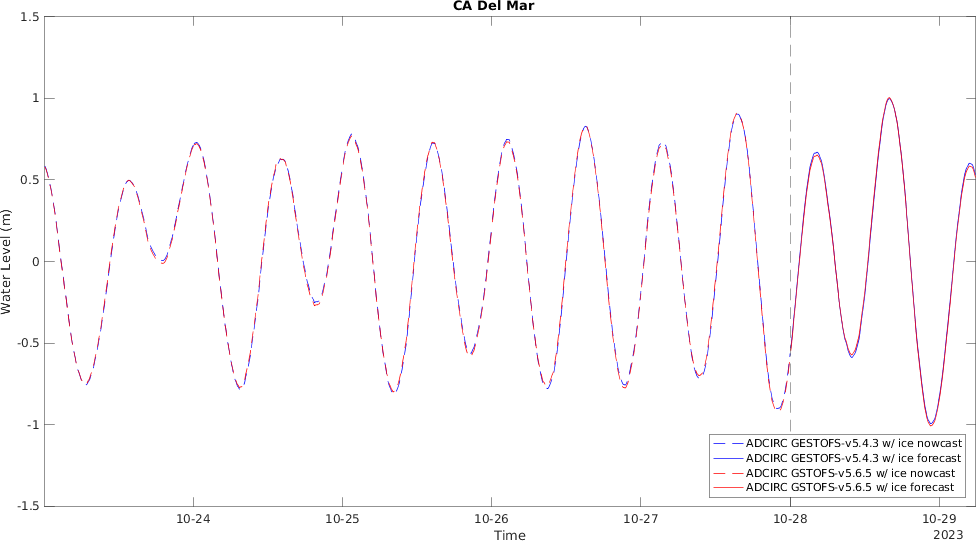 CA Del Mar
1.5
1
0.5
0
-0.5
-1
-1.5
Water Level (m)
10-24
10-25
10-26
10-27
10-28
10-29
Time
2023
ADCIRC GESTOFS-v5.4.3 w/ ice nowcast
ADCIRC GESTOFS-v5.4.3 w/ ice forecast
ADCIRC GSTOFS-v5.6.5 w/ ice nowcast
ADCIRC GSTOFS-v5.6.5 w/ ice forecast